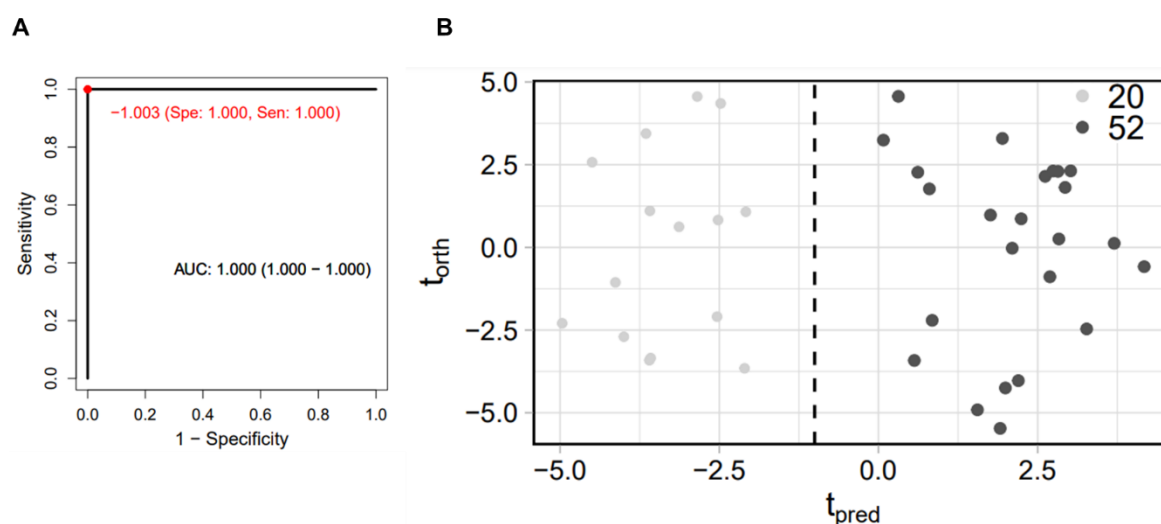 A
B
1.0
0.8
0.6
0.4
0.2
0.0
Sensitivity
−1.003 (Spe: 1.000, Sen: 1.000)
AUC: 1.000 (1.000 − 1.000)
0.0 0.2 0.4 0.6 0.8 1.0
1 − Specificity
5.0
2.5
0.0
−2.5
−5.0
t_orth
20
52
−5.0 −2.5 0.0 2.5
t_pred